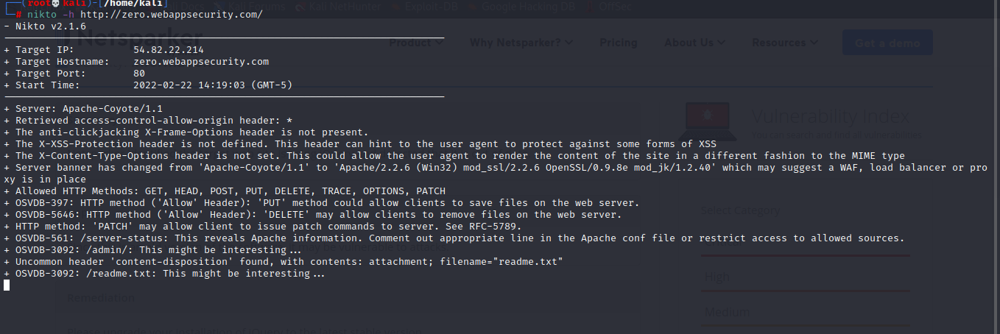 (root💀kali)-[/home/kali]
Docs Kali Forums Kali NetHunter Exploit-DB Google Hacking DB OffSec
# nikto -h http://zero.webappsecurity.com/
- Nikto v2.1.6
Netsparker Product Why Netsparker? Pricing About Us Resources Get a demo
+ Target IP: 54.82.22.214
+ Target Hostname: zero.webappsecurity.com
+ Target Port: 80
+ Start Time: 2022-02-22 14:19:03 (GMT-5)
+ Server: Apache-Coyote/1.1
+ Retrieved access-control-allow-origin header: *
Vulnerability Index
+ The anti-clickjacking X-Frame-Options header is not present.
+ The X-XSS-Protection header is not defined. This header can hint to the user agent to protect against some forms of XSS
+ The X-Content-Type-Options header is not set. This could allow the user agent to render the content of the site in a different fashion to the MIME type
+ Server banner has changed from 'Apache-Coyote/1.1' to 'Apache/2.2.6 (Win32) mod_ssl/2.2.6 OpenSSL/0.9.8e mod_jk/1.2.40' which may suggest a WAF, load balancer or pro
xy is in place
+ Allowed HTTP Methods: GET, HEAD, POST, PUT, DELETE, TRACE, OPTIONS, PATCH
+ OSVDB-397: HTTP method ('Allow' Header): 'PUT' method could allow clients to save files on the web server.
+ OSVDB-5646: HTTP method ('Allow' Header): 'DELETE' may allow clients to remove files on the web server.
Select Category
+ HTTP method: 'PATCH' may allow client to issue patch commands to server. See RFC-5789.
+ OSVDB-561: /server-status: This reveals Apache information. Comment out appropriate line in the Apache conf file or restrict access to allowed sources.
+ OSVDB-3092: /admin/: This might be interesting...
+ Uncommon header 'content-disposition' found, with contents: attachment; filename="readme.txt"
+ OSVDB-3092: /readme.txt: This might be interesting...
High
Remediation
Medium